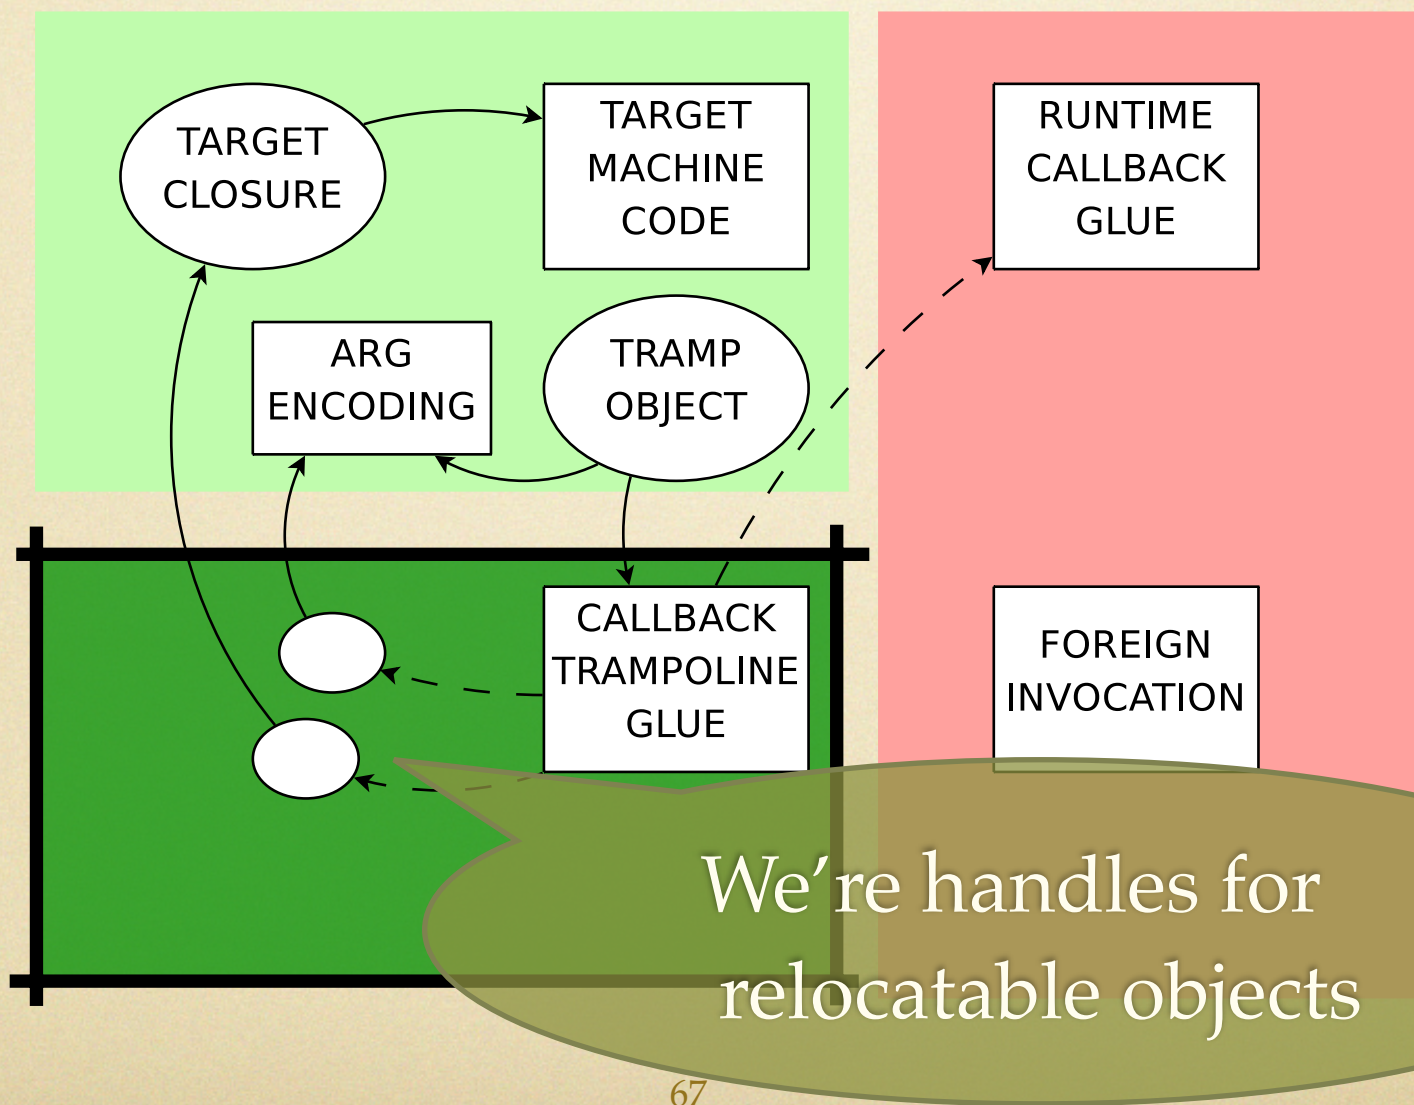 TARGET
CLOSURE
TARGET
MACHINE
CODE
RUNTIME
CALLBACK
GLUE
ARG
ENCODING
TRAMP
OBJECT
CALLBACK
TRAMPOLINE
GLUE
FOREIGN
INVOCATION
We’re handles for
relocatable objects
67